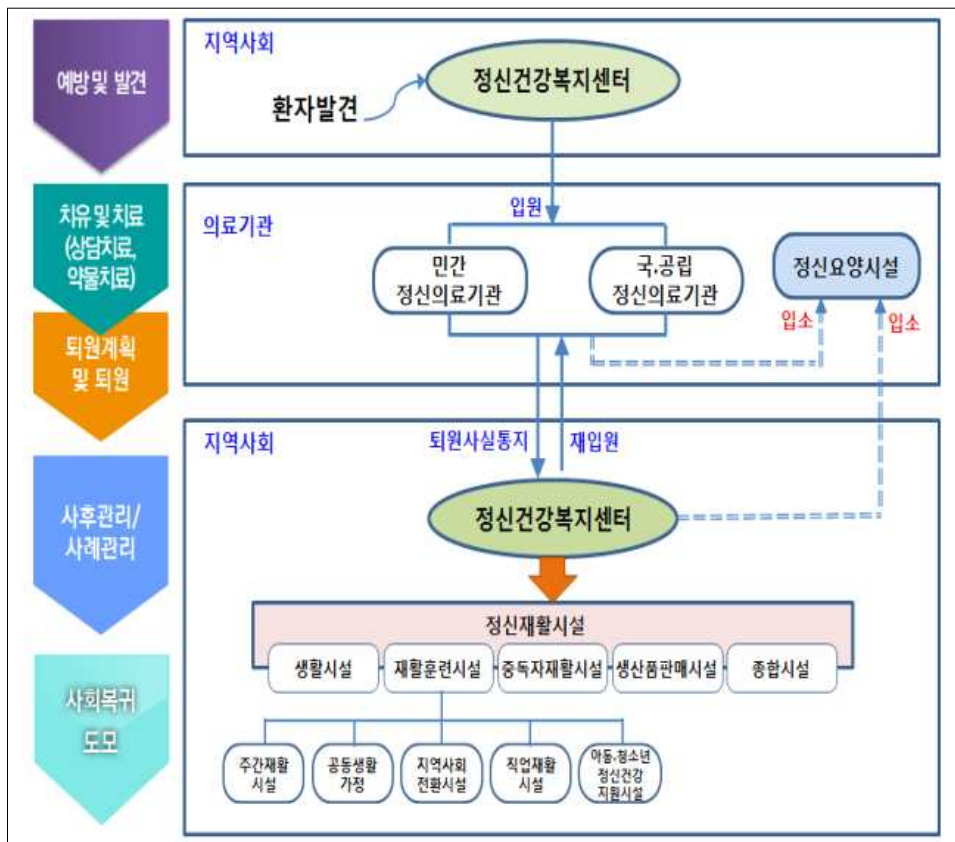 예방 및 발견
지역사회
정신건강복지센터
환자발견
치유 및 치료
(상담치료,
약물치료)
의료기관
입원
민간
정신의료기관
국.공립
정신의료기관
정신요양시설
입소
입소
퇴원계획
및 퇴원
지역사회
퇴원사실통지
재입원
사후관리/
사례관리
정신건강복지센터
정신재활시설
생활시설
재활훈련시설
중독자재활시설
생산품판매시설
종합시설
사회복귀
도모
주간재활
시설
공동생활
가정
지역사회
전환시설
직업재활
시설
아동.청소년
정신건강
지원시설